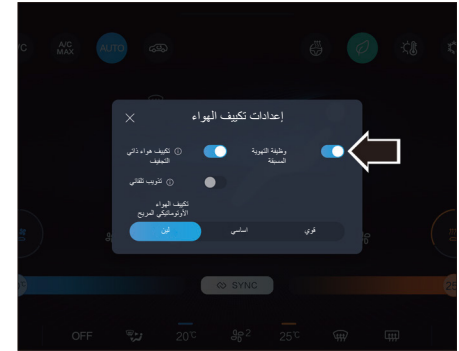 A/C
MAX
AUTO
إعدادات تكييف الهواء
وظيفة التهوية
المسبقة
تكييف هواء ذاتي
التجفيف
تذويب تلقائي
تكييف الهواء
الأوتوماتيكي المريح
قوي
اساسي
لين
SYNC
OFF
20°C
2
25°C